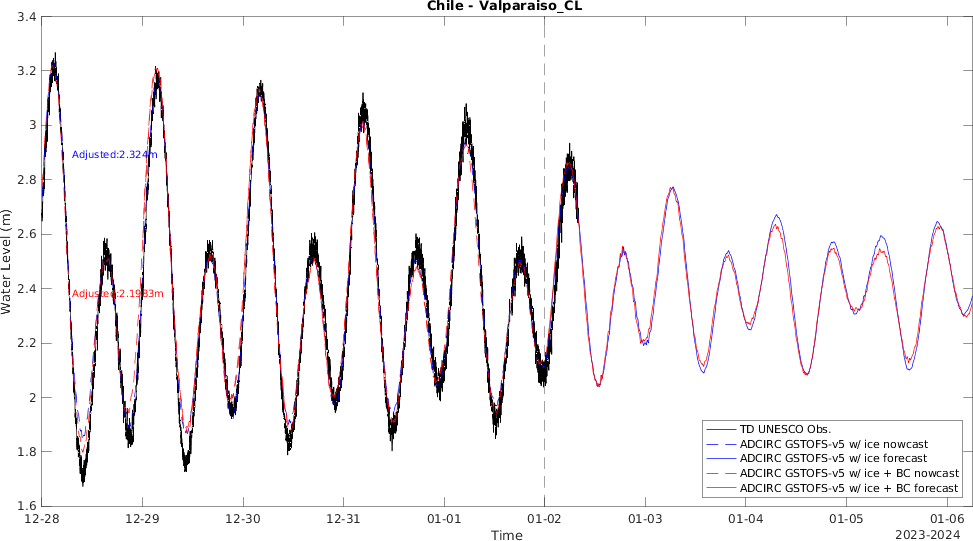 Chile - Valparaiso_CL
3.4
3.2
3
2.8
2.6
2.4
2.2
2
1.8
1.6
Water Level (m)
Adjusted:2.324m
Adjusted:2.1983m
TD UNESCO Obs.
ADCIRC GSTOFS-v5 w/ ice nowcast
ADCIRC GSTOFS-v5 w/ ice forecast
ADCIRC GSTOFS-v5 w/ ice + BC nowcast
ADCIRC GSTOFS-v5 w/ ice + BC forecast
12-28 12-29 12-30 12-31 01-01 01-02 01-03 01-04 01-05 01-06
Time
2023-2024